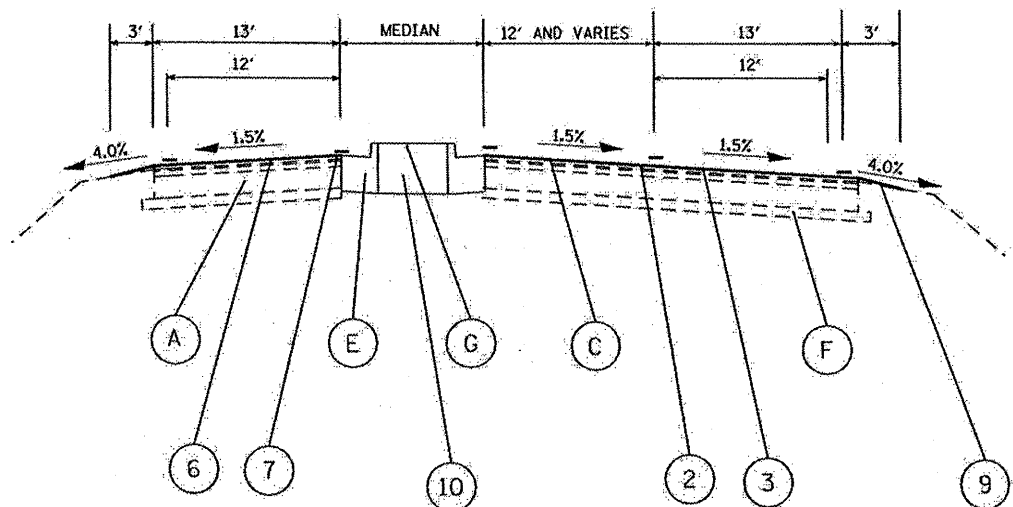 3' 13' MEDIAN 12' AND VARIES 13' 3'
12' 12'
4.0% 1.5% 1.5% 1.5% 4.0%
A E G C F
6 7 10 2 3 9